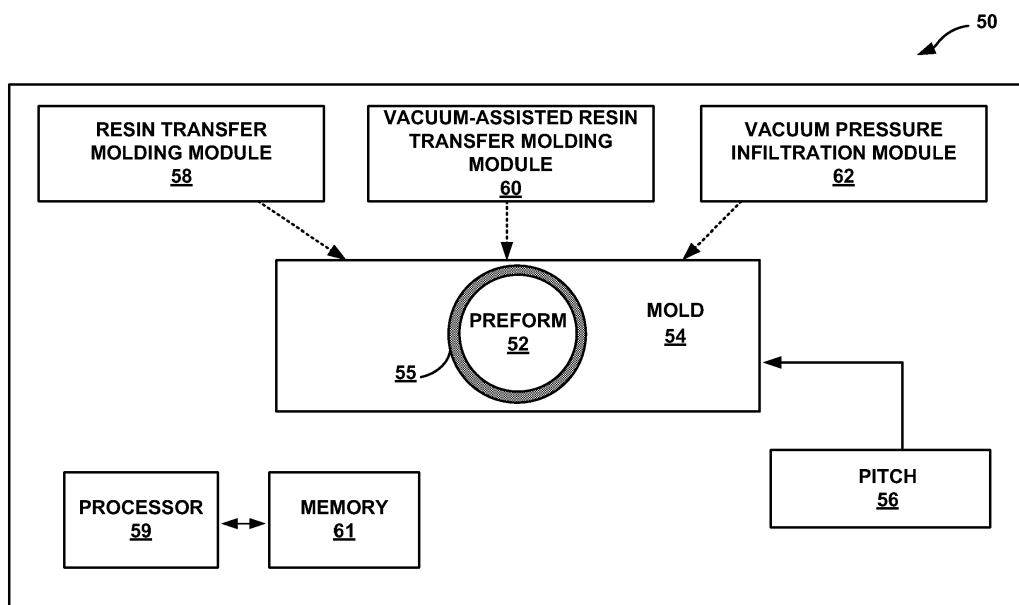 50
RESIN TRANSFER
MOLDING MODULE
58
VACUUM-ASSISTED RESIN
TRANSFER MOLDING
MODULE
60
VACUUM PRESSURE
INFILTRATION MODULE
62
PREFORM
52
MOLD
54
55
PITCH
56
PROCESSOR
59
MEMORY
61